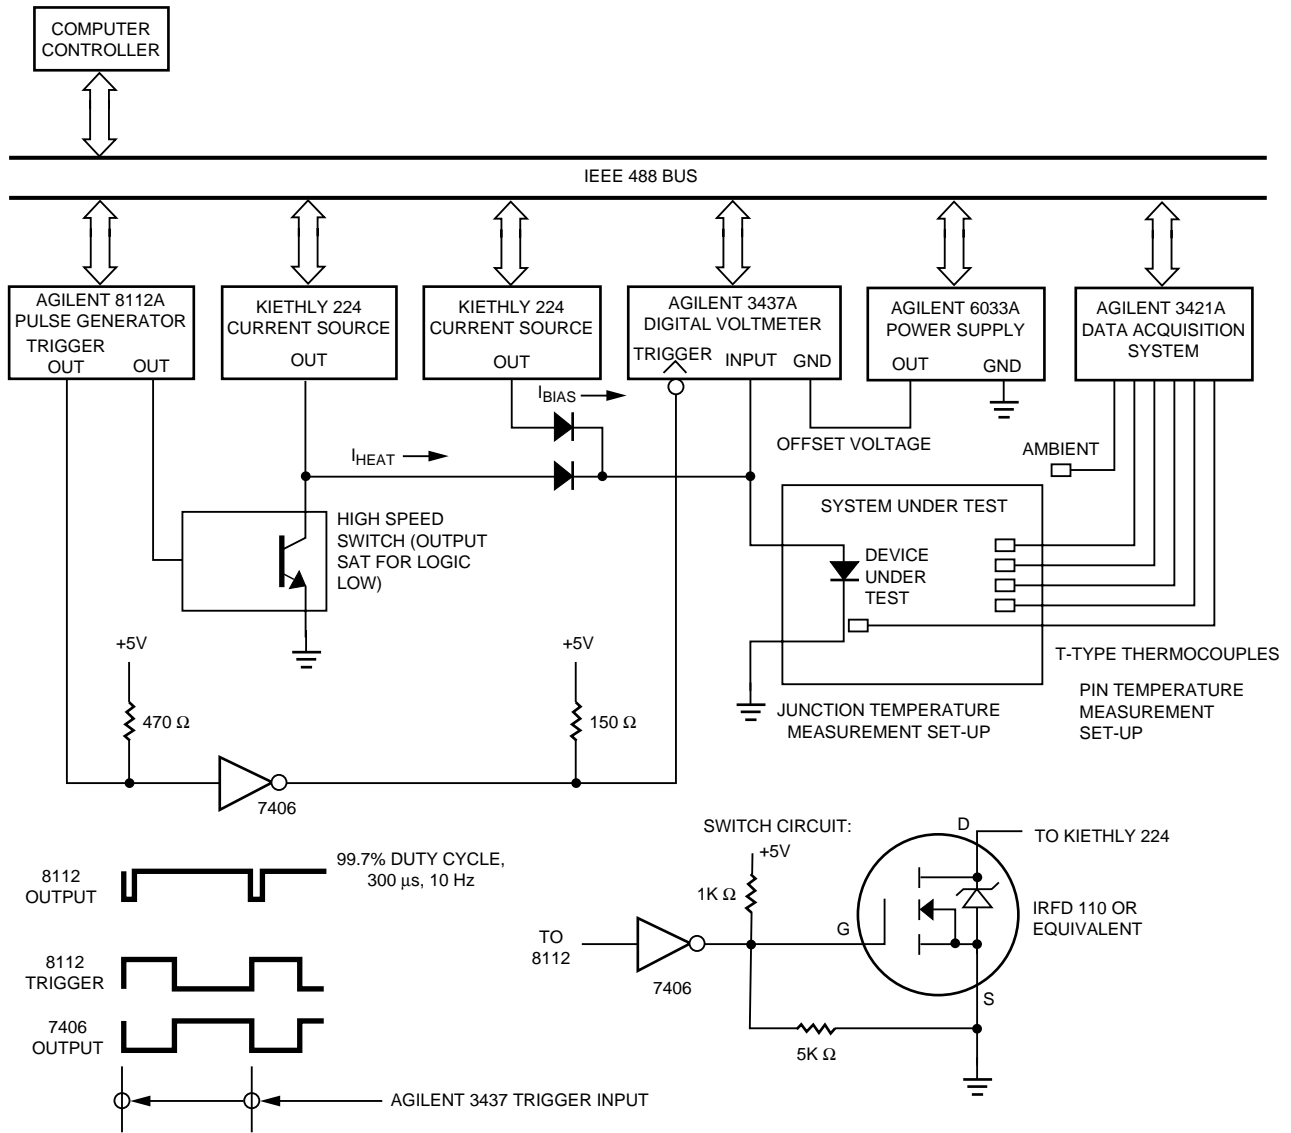 COMPUTER
CONTROLLER
IEEE 488 BUS
AGILENT 8112A
PULSE GENERATOR
TRIGGER
OUT
OUT
KIETHLY 224
CURRENT SOURCE
OUT
KIETHLY 224
CURRENT SOURCE
OUT
AGILENT 3437A
DIGITAL VOLTMETER
TRIGGER
INPUT
GND
AGILENT 6033A
POWER SUPPLY
OUT
GND
AGILENT 3421A
DATA ACQUISITION
SYSTEM
IBIAS
OFFSET VOLTAGE
AMBIENT
IHEAT
HIGH SPEED
SWITCH (OUTPUT
SAT FOR LOGIC
LOW)
SYSTEM UNDER TEST
DEVICE
UNDER
TEST
+5V
470 Ω
+5V
150 Ω
7406
T-TYPE THERMOCOUPLES
JUNCTION TEMPERATURE
MEASUREMENT SET-UP
PIN TEMPERATURE
MEASUREMENT
SET-UP
8112
OUTPUT
99.7% DUTY CYCLE,
300 µs, 10 Hz
8112
TRIGGER
7406
OUTPUT
AGILENT 3437 TRIGGER INPUT
SWITCH CIRCUIT:
+5V
1K Ω
TO
8112
7406
G
D
S
TO KIETHLY 224
IRFD 110 OR
EQUIVALENT
5K Ω